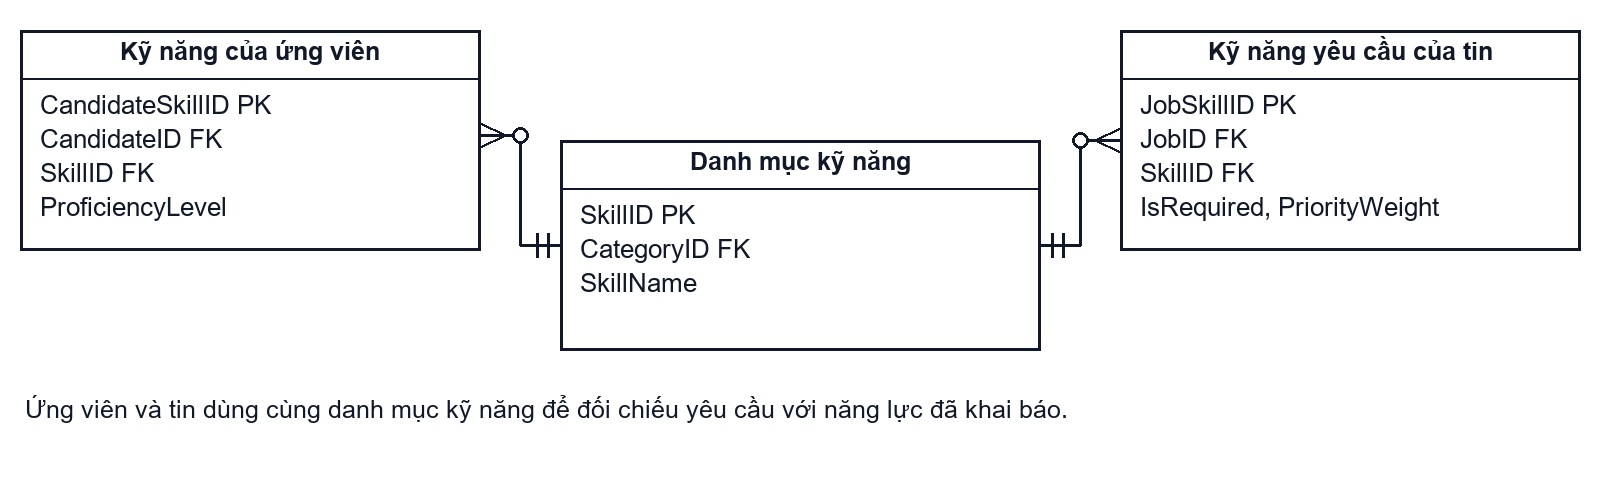 Kỹ năng của ứng viên
CandidateSkillID PK
CandidateID FK
SkillID FK
ProficiencyLevel
Danh mục kỹ năng
SkillID PK
CategoryID FK
SkillName
Kỹ năng yêu cầu của tin
JobSkillID PK
JobID FK
SkillID FK
IsRequired, PriorityWeight
Ứng viên và tin dùng cùng danh mục kỹ năng để đối chiếu yêu cầu với năng lực đã khai báo.